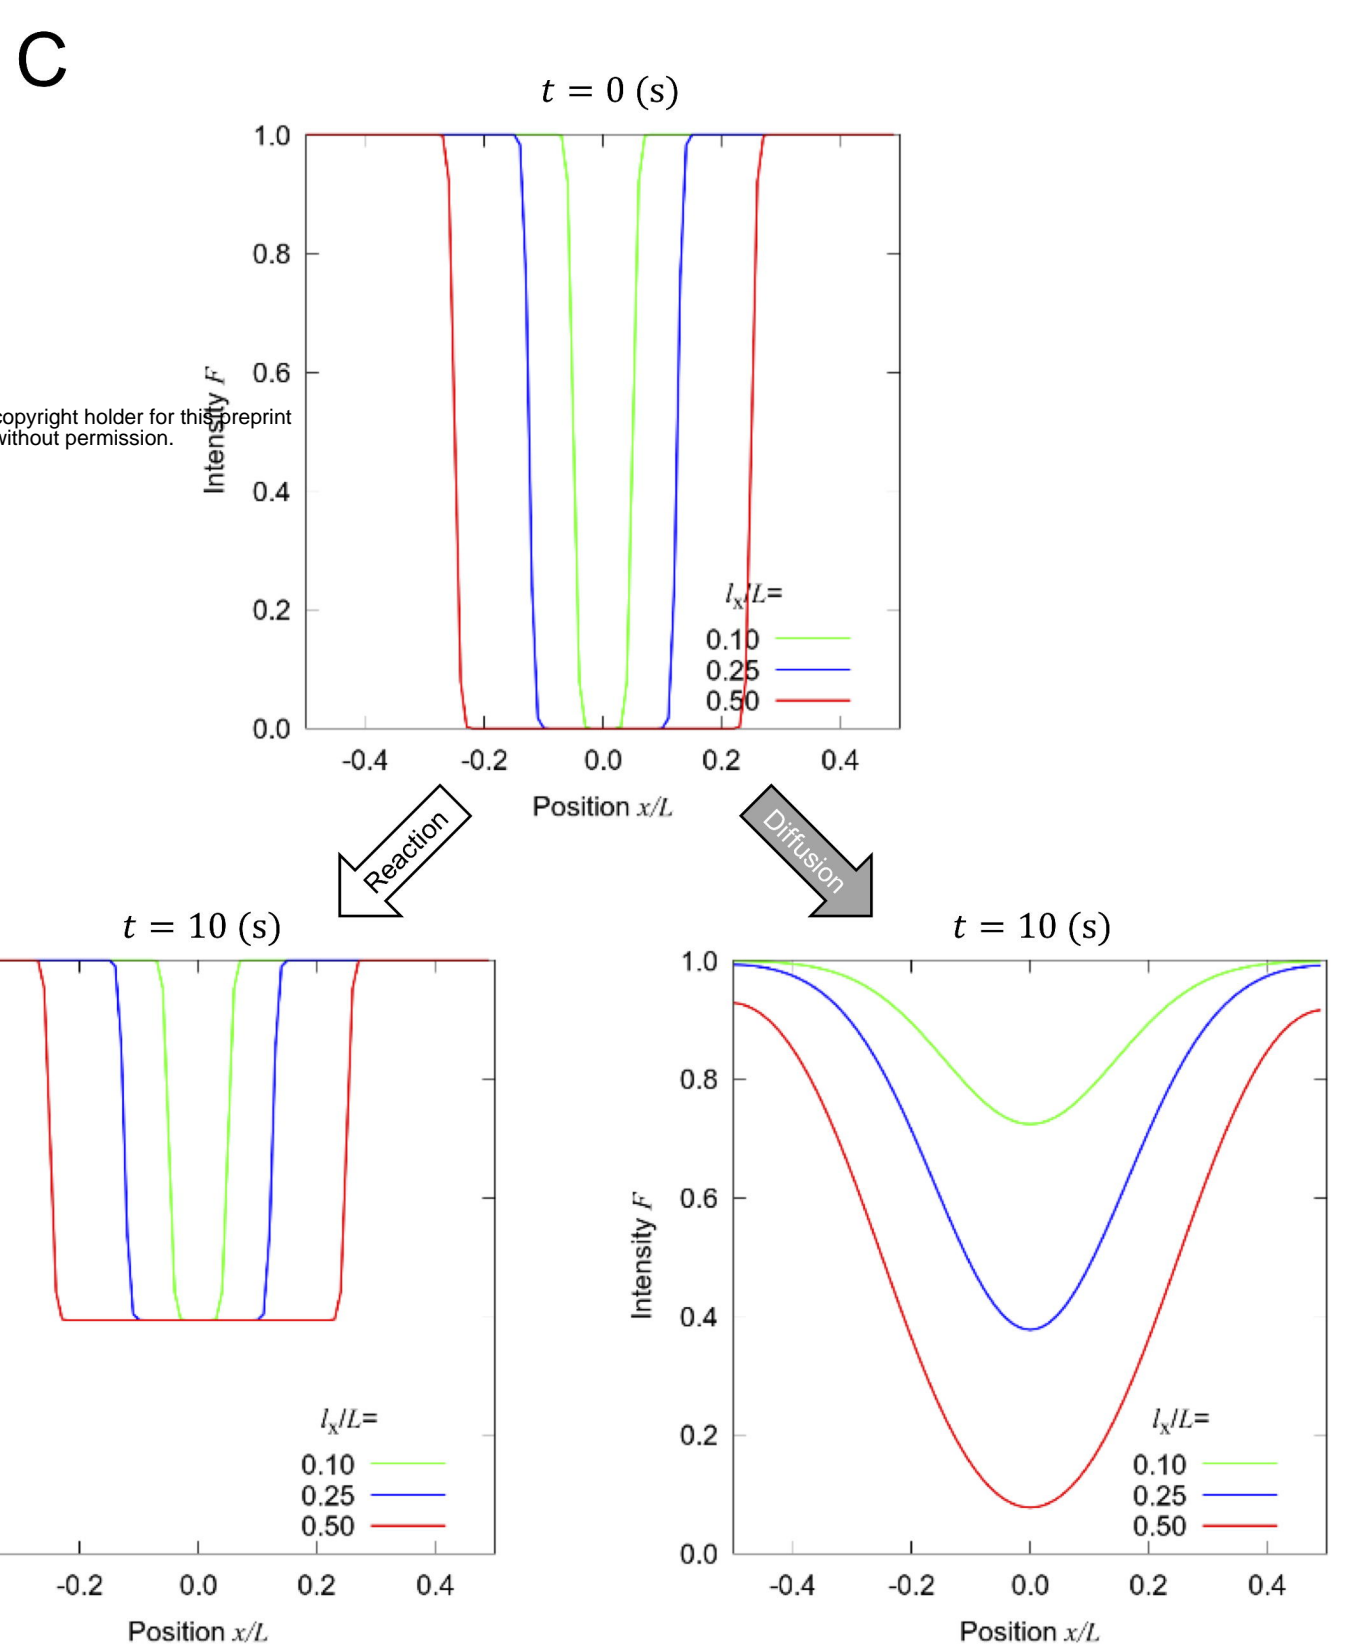 C
t = 0 (s)
1.0
0.8
0.6
0.4
0.2
0.0
Intensity F
copyright holder for this preprint
without permission.
lx/L=
0.10
0.25
0.50
-0.4 -0.2 0.0 0.2 0.4
Position x/L
Reaction
Diffusion
t = 10 (s)
lx/L=
0.10
0.25
0.50
-0.2 0.0 0.2 0.4
Position x/L
t = 10 (s)
1.0
0.8
0.6
0.4
0.2
0.0
Intensity F
lx/L=
0.10
0.25
0.50
-0.4 -0.2 0.0 0.2 0.4
Position x/L